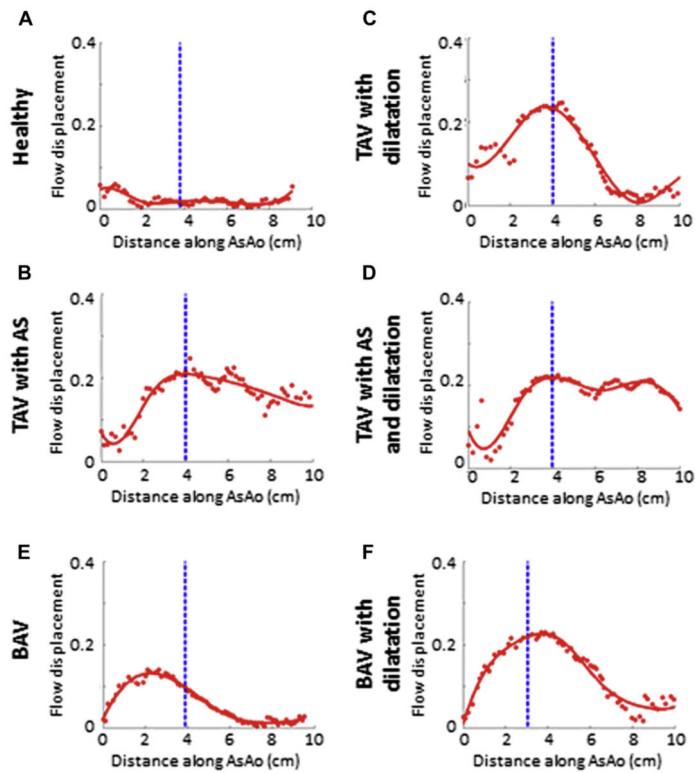 A
Healthy
Flow displacement
0.4
0.2
0
0 2 4 6 8 10
Distance along AsAo (cm)
C
TAV with
dilatation
Flow displacement
0.4
0.2
0
0 2 4 6 8 10
Distance along AsAo (cm)
B
TAV with AS
Flow displacement
0.4
0.2
0
0 2 4 6 8 10
Distance along AsAo (cm)
D
TAV with AS
and dilatation
Flow displacement
0.4
0.2
0
0 2 4 6 8 10
Distance along AsAo (cm)
E
BAV
Flow displacement
0.4
0.2
0
0 2 4 6 8 10
Distance along AsAo (cm)
F
BAV with
dilatation
Flow displacement
0.4
0.2
0
0 2 4 6 8 10
Distance along AsAo (cm)